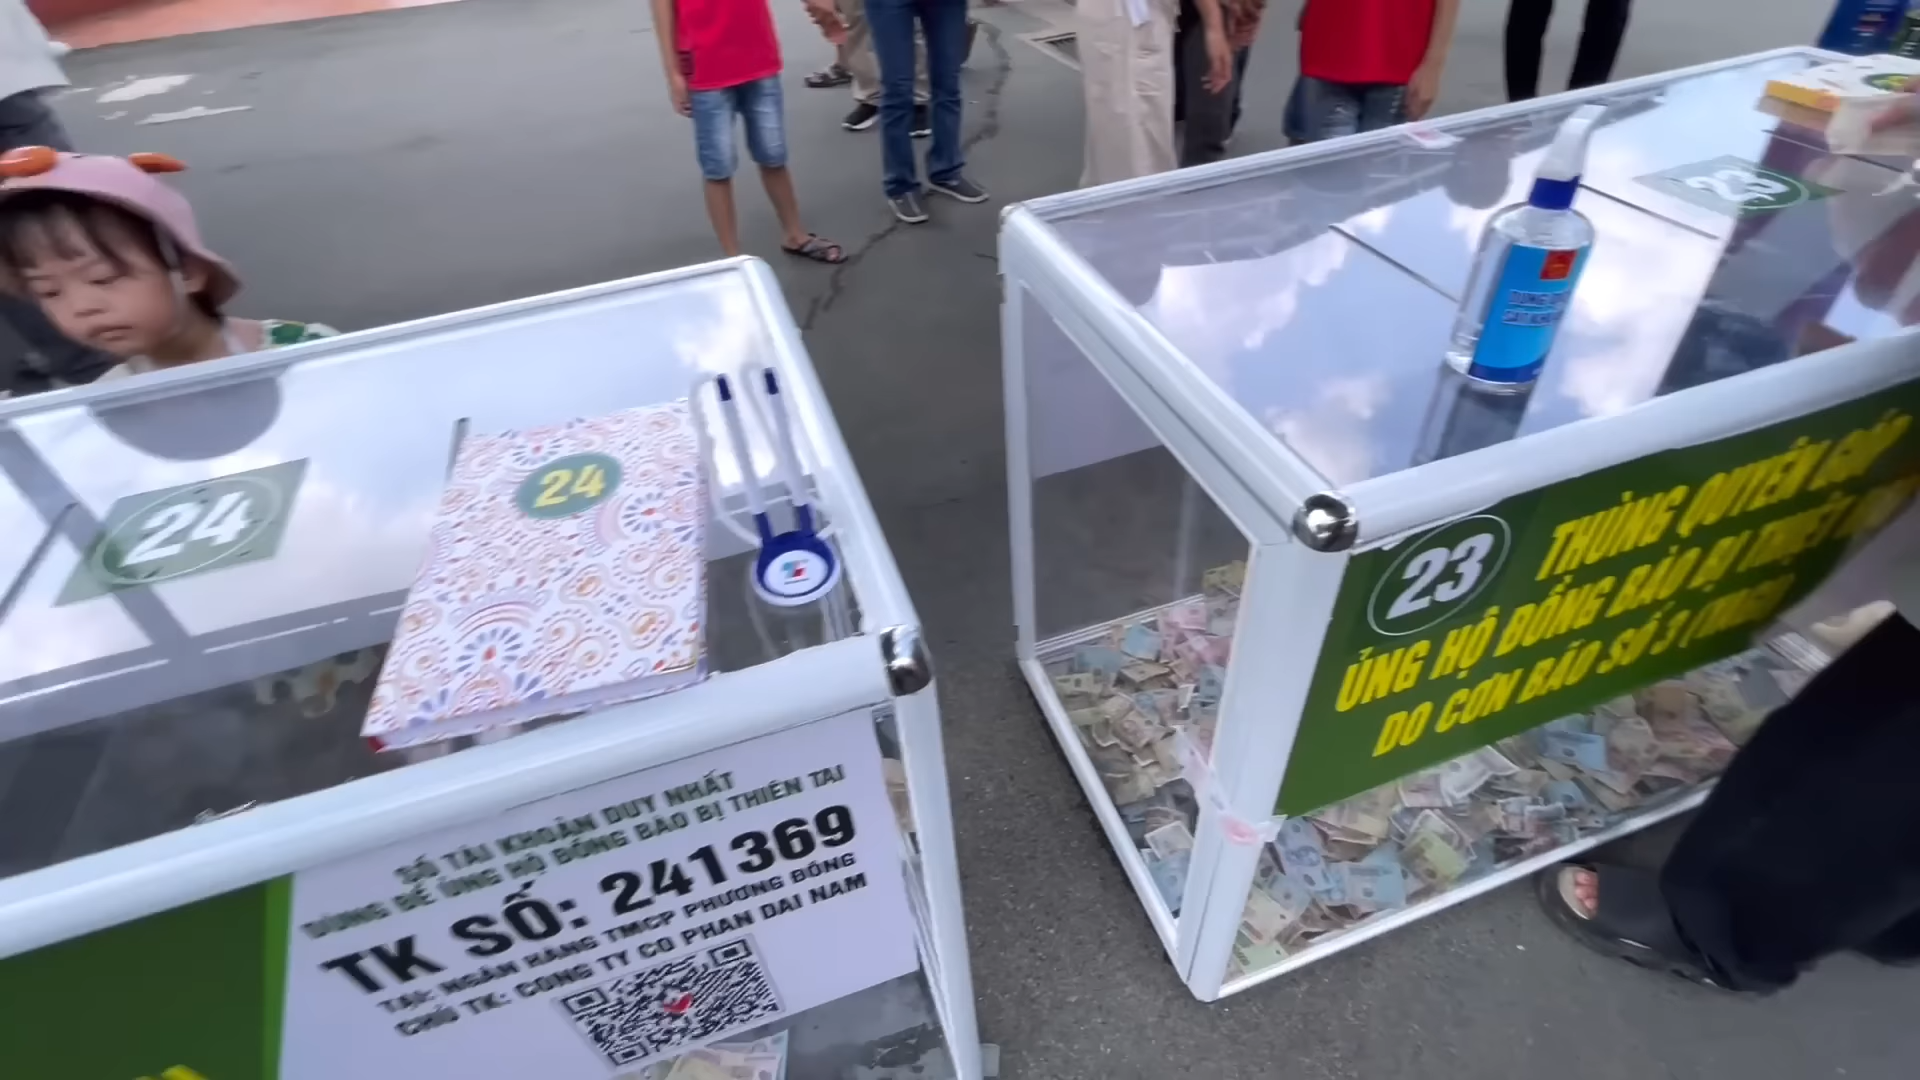 24
24
SỐ TÀI KHOẢN DUY NHẤT
DÙNG ĐỂ ỦNG HỘ ĐỒNG BÀO BỊ THIÊN TAI
TK SỐ: 241369
TẠI: NGÂN HÀNG TMCP PHƯƠNG ĐÔNG
CHỦ TK: CÔNG TY CỔ PHẦN ĐẠI NAM
23
23
THÙNG QUYÊN GÓP
ỦNG HỘ ĐỒNG BÀO BỊ THIỆT
DO CƠN BÃO SỐ 3